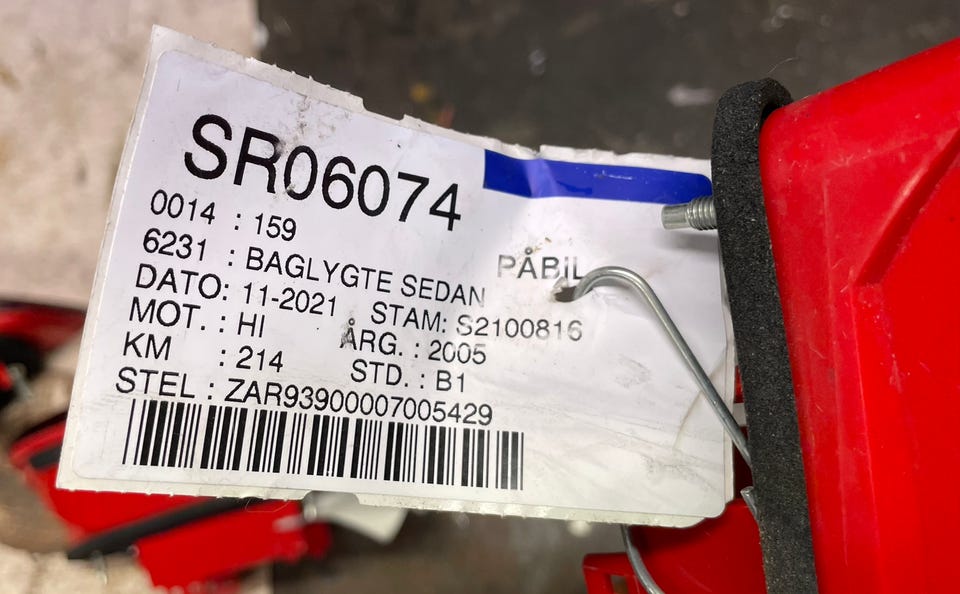 SR06074
0014 : 159
6231 : BAGLYGTE SEDAN PÅBIL
DATO: 11-2021 STAM: S2100816
MOT. : HI ÅRG. : 2005
KM : 214 STD. : B1
STEL : ZAR93900007005429